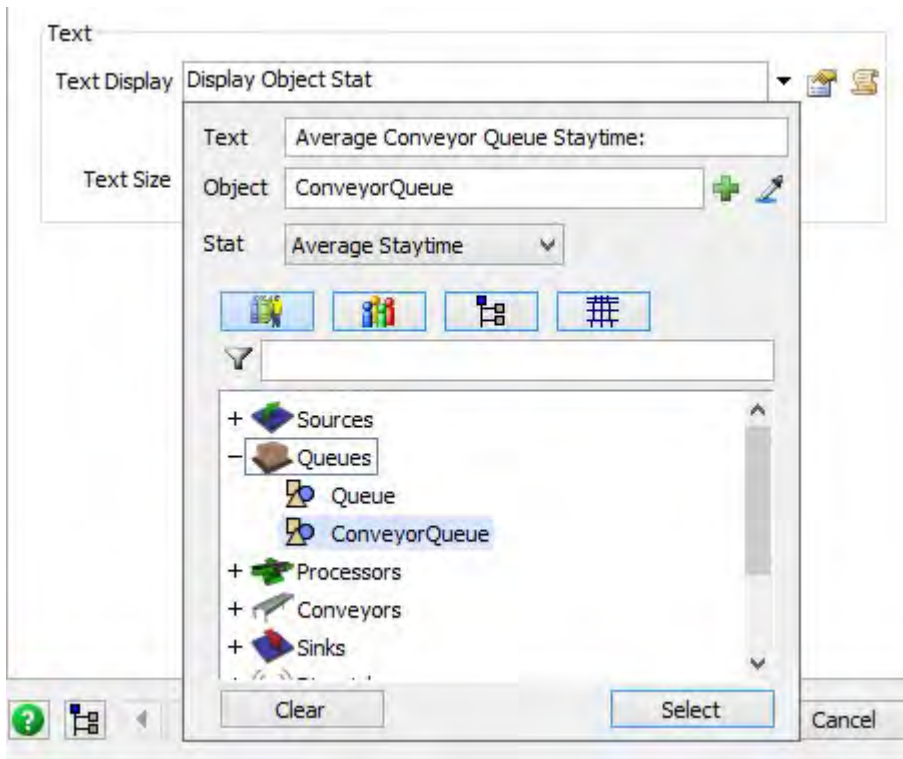 Text
Text Display Display Object Stat
Text Average Conveyor Queue Staytime:
Text Size
Object ConveyorQueue
Stat Average Staytime
+ Sources
− Queues
Queue
ConveyorQueue
+ Processors
+ Conveyors
+ Sinks
Clear Select
? Cancel